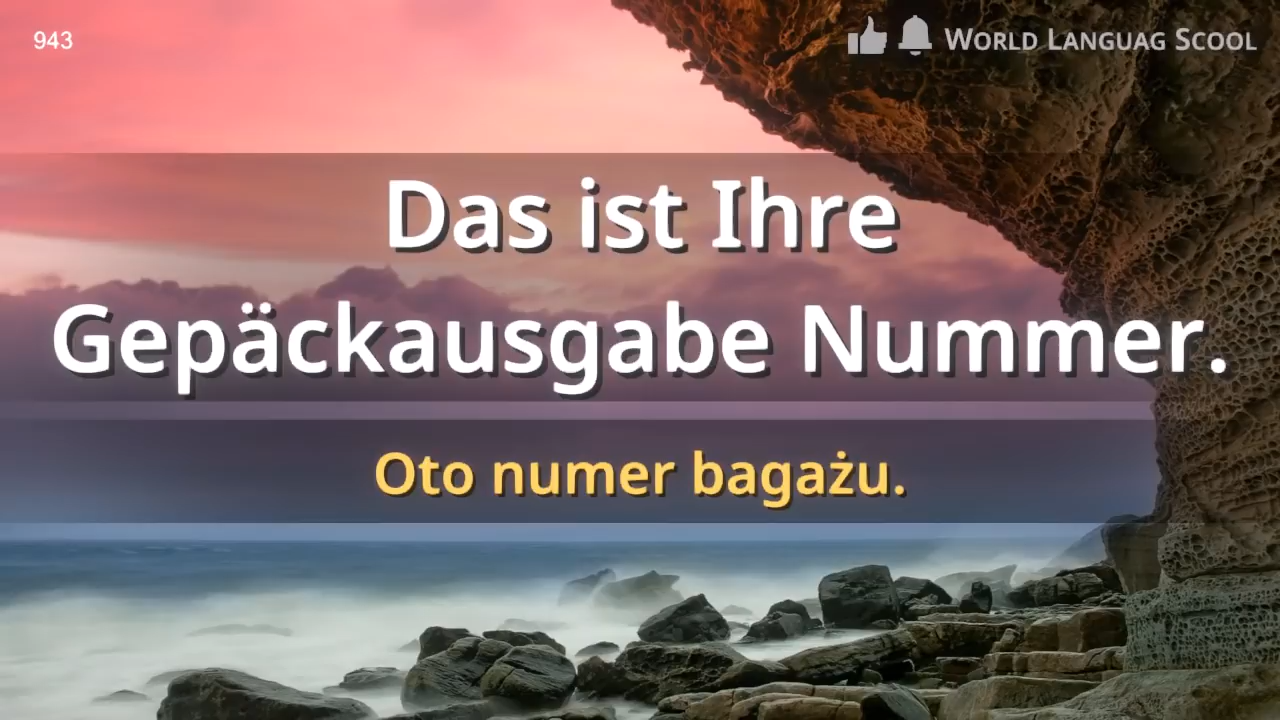 943
World Languag Scool
Das ist Ihre
Gepäckausgabe Nummer.
Oto numer bagażu.